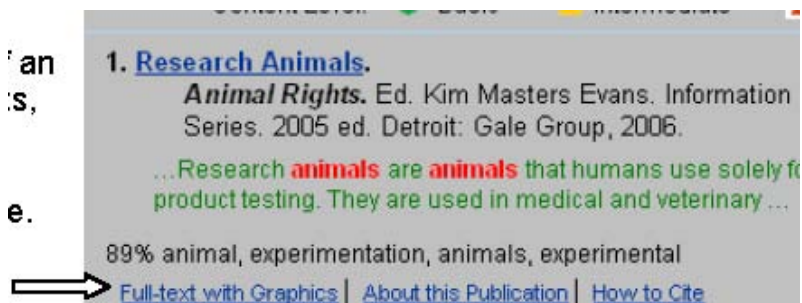 an
1. Research Animals.
Animal Rights. Ed. Kim Masters Evans. Information
Series. 2005 ed. Detroit: Gale Group, 2006.
...Research animals are animals that humans use solely
product testing. They are used in medical and veterinary ...
e.
89% animal, experimentation, animals, experimental
Full-text with Graphics | About this Publication | How to Cite